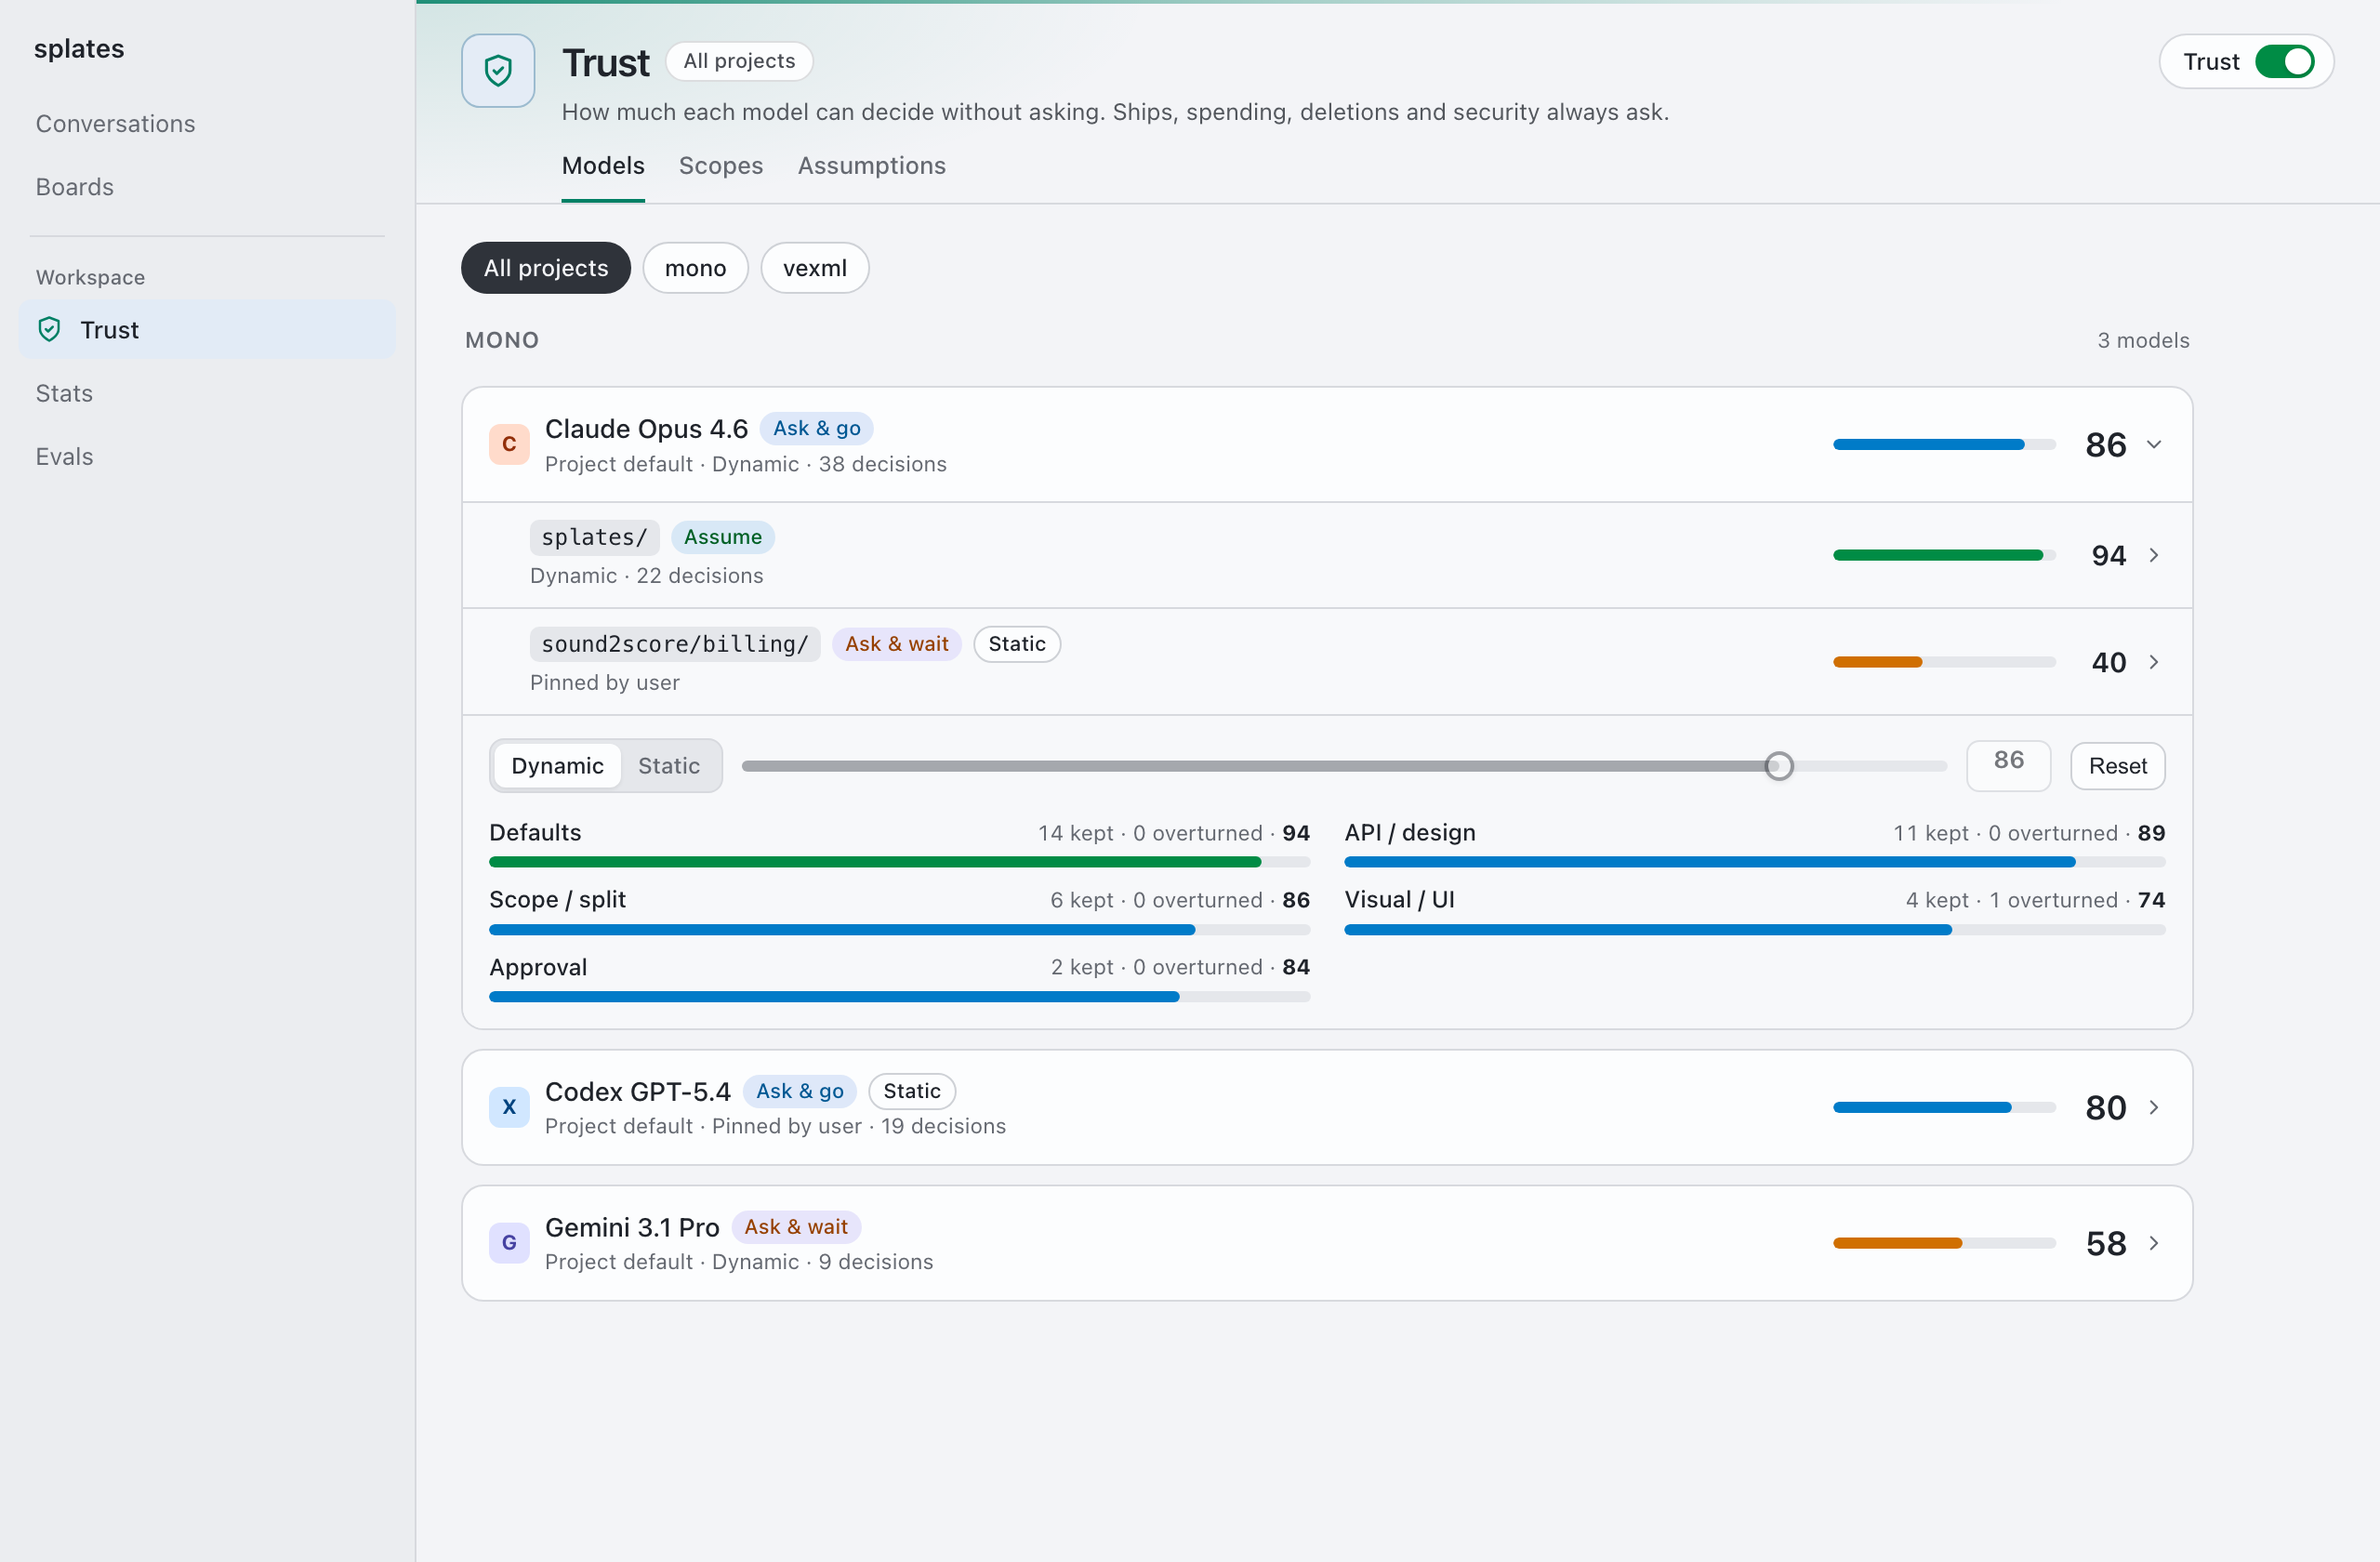 splates
Conversations
Boards
Workspace
Trust
Stats
Evals
Trust
All projects
Trust
How much each model can decide without asking. Ships, spending, deletions and security always ask.
Models Scopes Assumptions
All projects mono vexml
MONO
3 models
C
Claude Opus 4.6 Ask & go
Project default · Dynamic · 38 decisions
86
splates/ Assume
Dynamic · 22 decisions
94
sound2score/billing/ Ask & wait Static
Pinned by user
40
Dynamic Static
86
Reset
Defaults 14 kept · 0 overturned · 94
API / design 11 kept · 0 overturned · 89
Scope / split 6 kept · 0 overturned · 86
Visual / UI 4 kept · 1 overturned · 74
Approval 2 kept · 0 overturned · 84
X
Codex GPT-5.4 Ask & go Static
Project default · Pinned by user · 19 decisions
80
G
Gemini 3.1 Pro Ask & wait
Project default · Dynamic · 9 decisions
58